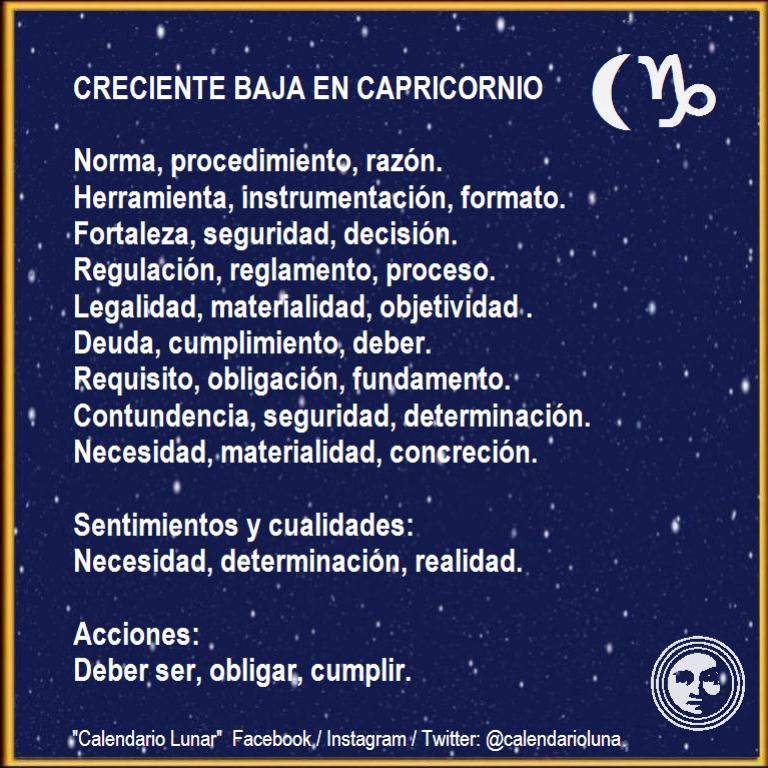 CRECIENTE BAJA EN CAPRICORNIO
Norma, procedimiento, razón.
Herramienta, instrumentación, formato.
Fortaleza, seguridad, decisión.
Regulación, reglamento, proceso.
Legalidad, materialidad, objetividad .
Deuda, cumplimiento, deber.
Requisito, obligación, fundamento.
Contundencia, seguridad, determinación.
Necesidad, materialidad, concreción.
Sentimientos y cualidades:
Necesidad, determinación, realidad.
Acciones:
Deber ser, obligar, cumplir.
"Calendario Lunar" Facebook / Instagram / Twitter: @calendarioluna